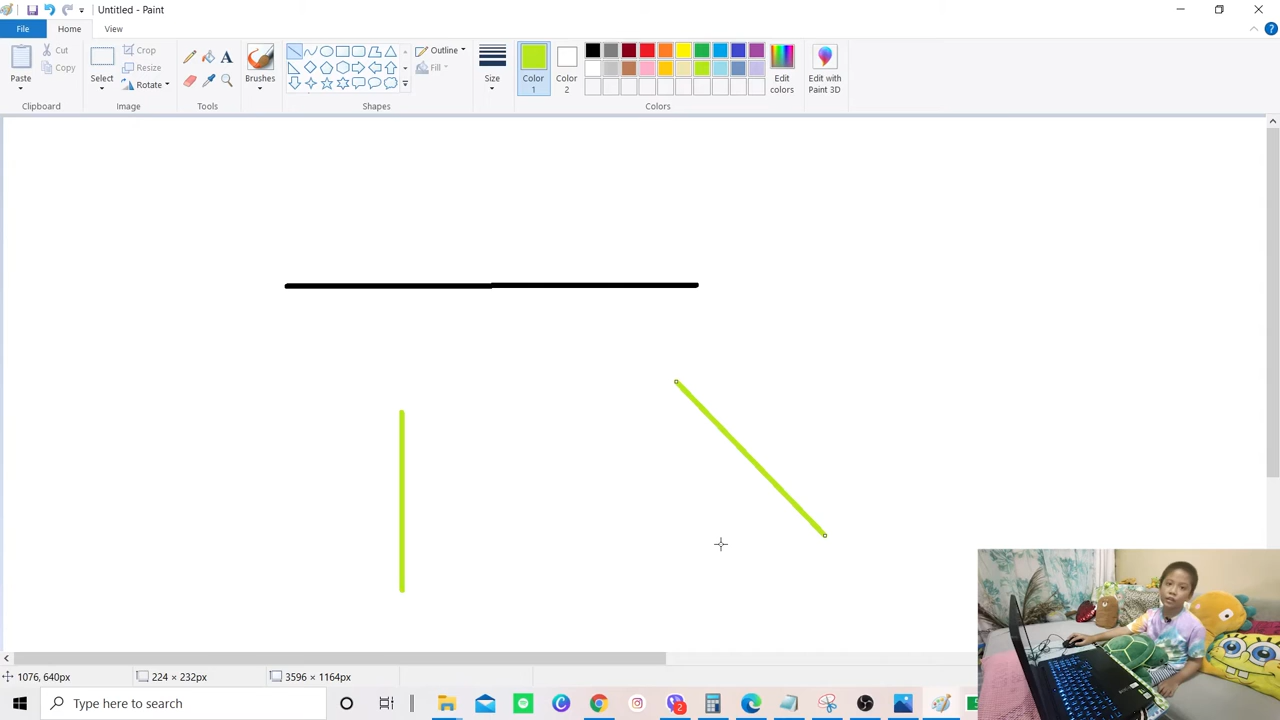 Untitled - Paint
File
Home
View
Paste
Cut
Copy
Clipboard
Select
Crop
Resize
Rotate
Image
Tools
A
Brushes
Shapes
Outline
Fill
Size
Color 1
Color 2
Colors
Edit colors
Edit with Paint 3D
1076, 640px
224 × 232px
3596 × 1164px
Type here to search
2